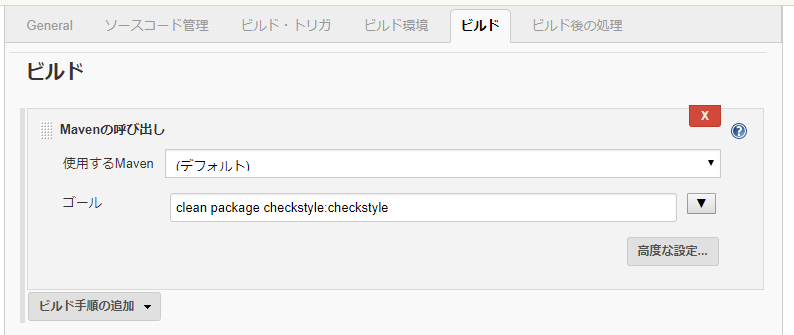 General ソースコード管理 ビルド・トリガ ビルド環境 ビルド ビルド後の処理
ビルド
X
Mavenの呼び出し
?
使用するMaven (デフォルト)
ゴール clean package checkstyle:checkstyle
高度な設定...
ビルド手順の追加